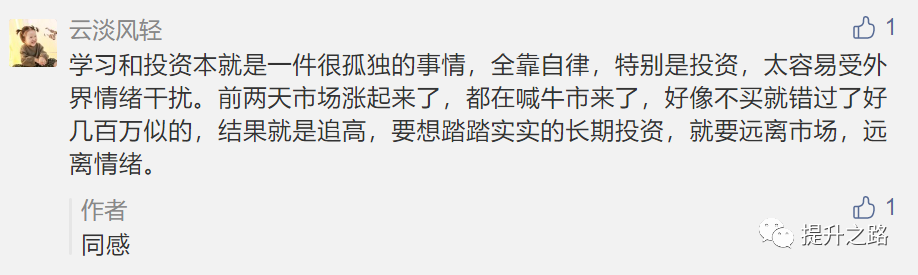 云淡风轻
1
学习和投资本就是一件很孤独的事情，全靠自律，特别是投资，太容易受外
界情绪干扰。前两天市场涨起来了，都在喊牛市来了，好像不买就错过了好
几百万似的，结果就是追高，要想踏踏实实的长期投资，就要远离市场，远
离情绪。
作者
1
同感
提升之路